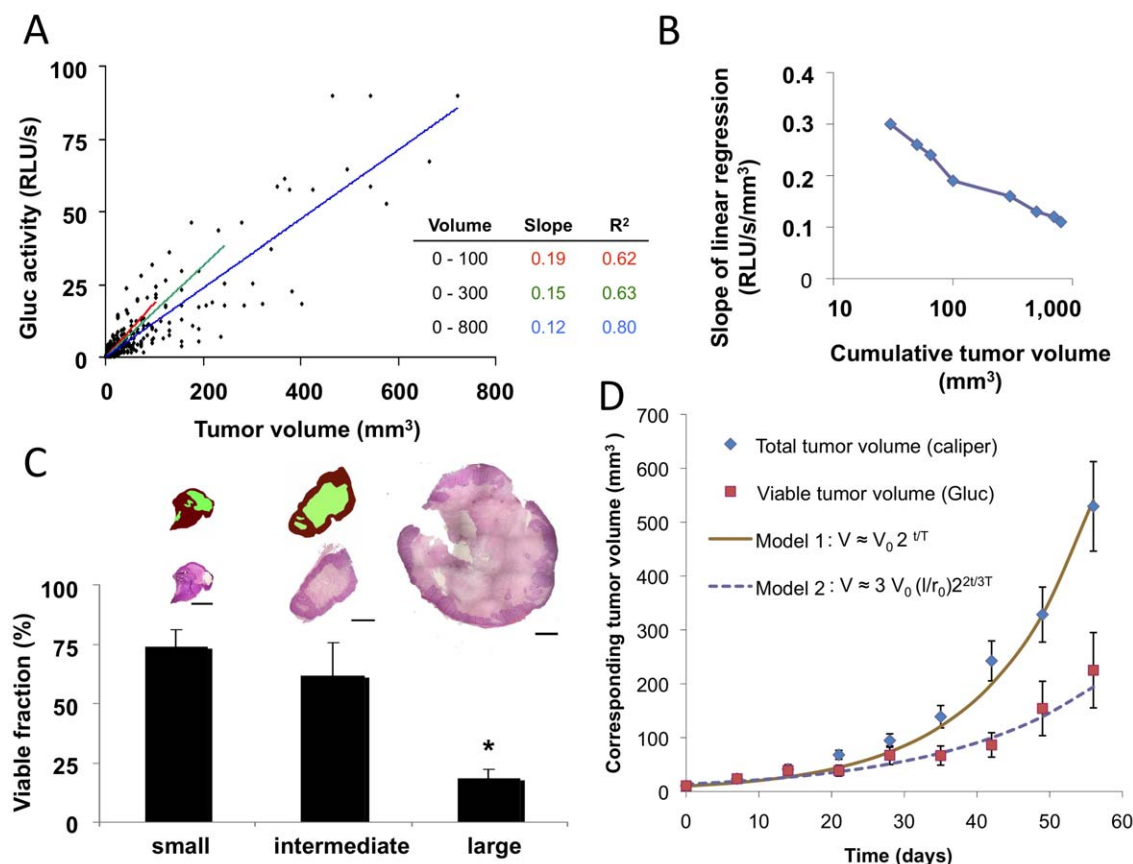 A
Gluc activity (RLU/s)
100
75
50
25
0
0 200 400 600 800
Tumor volume (mm³)
Volume Slope R²
0 - 100 0.19 0.62
0 - 300 0.15 0.63
0 - 800 0.12 0.80
B
Slope of linear regression
(RLU/s/mm³)
0.4
0.3
0.2
0.1
0
10 100 1,000
Cumulative tumor volume
(mm³)
C
Viable fraction (%)
100
75
50
25
0
*
small intermediate large
D
Corresponding tumor volume (mm³)
700
600
500
400
300
200
100
0
Total tumor volume (caliper)
Viable tumor volume (Gluc)
Model 1 : V ≈ V₀ 2 ᵗ/ᵀ
Model 2 : V ≈ 3 V₀ (l/r₀)2²ᵗ/³ᵀ
0 10 20 30 40 50 60
Time (days)